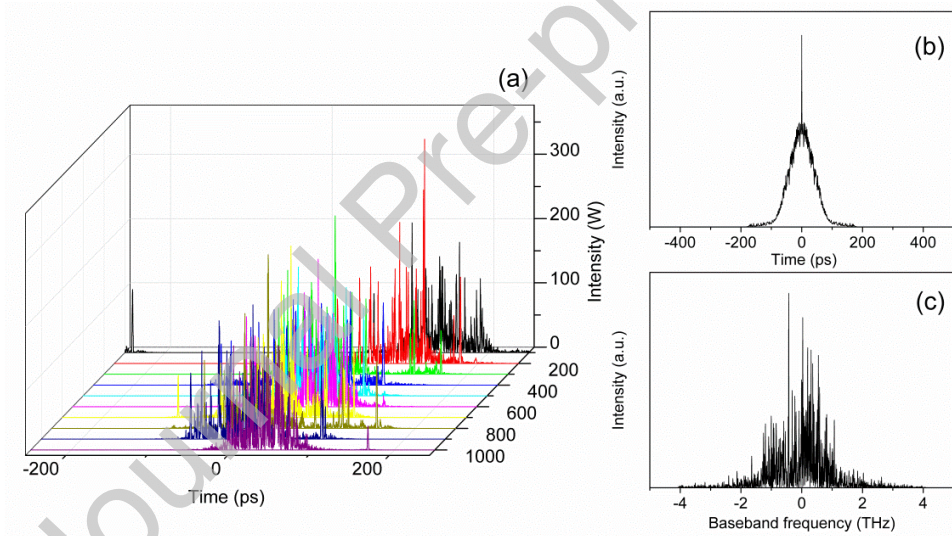 (a)
300
200
100
0
Intensity (W)
200
400
600
800
1000
-200
0
200
Time (ps)
(b)
Intensity (a.u.)
-400
-200
0
200
400
Time (ps)
(c)
Intensity (a.u.)
-4
-2
0
2
4
Baseband frequency (THz)
Journal Pre-pr